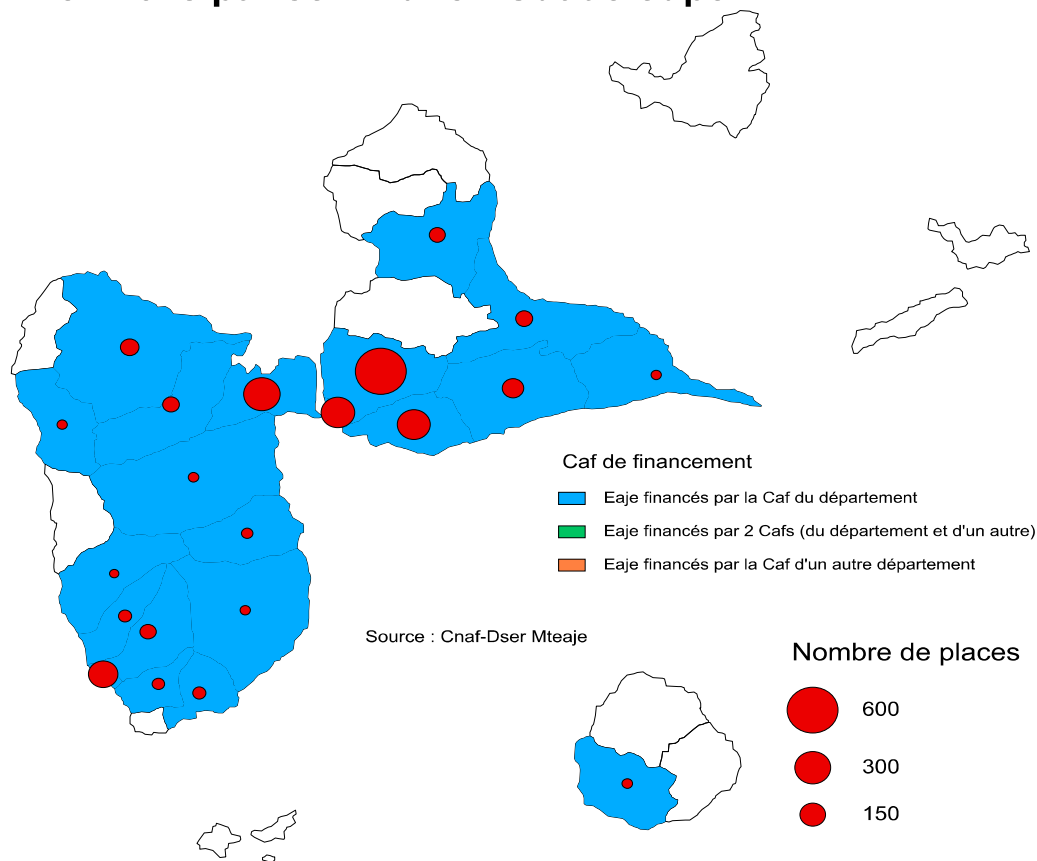 Caf de financement
Eaje financés par la Caf du département
Eaje financés par 2 Cafs (du département et d'un autre)
Eaje financés par la Caf d'un autre département
Source : Cnaf-Dser Mteaje
Nombre de places
600
300
150